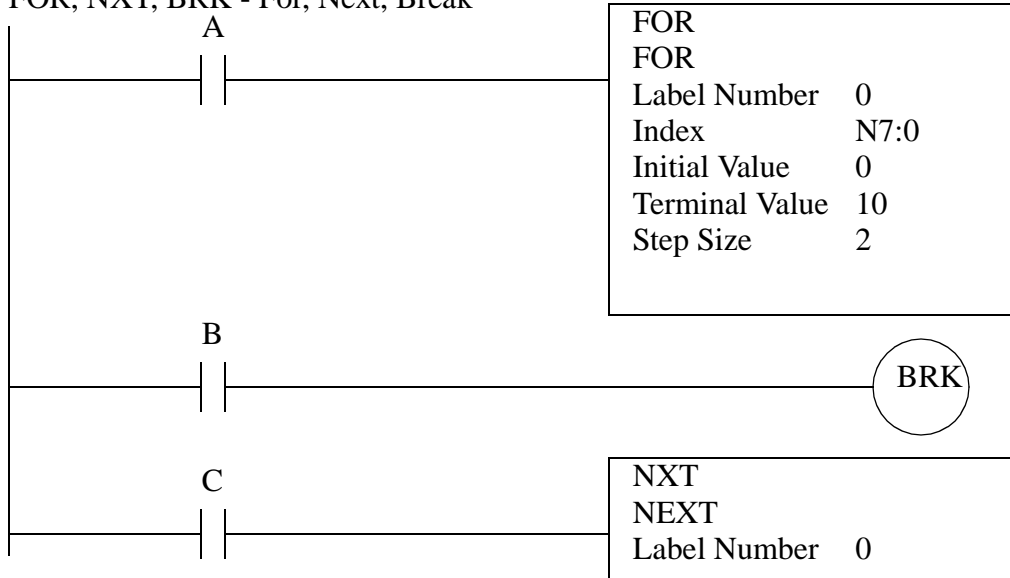 FOR, NXT, BRK - For, Next, Break
A
FOR
FOR
Label Number 0
Index N7:0
Initial Value 0
Terminal Value 10
Step Size 2
B
BRK
C
NXT
NEXT
Label Number 0